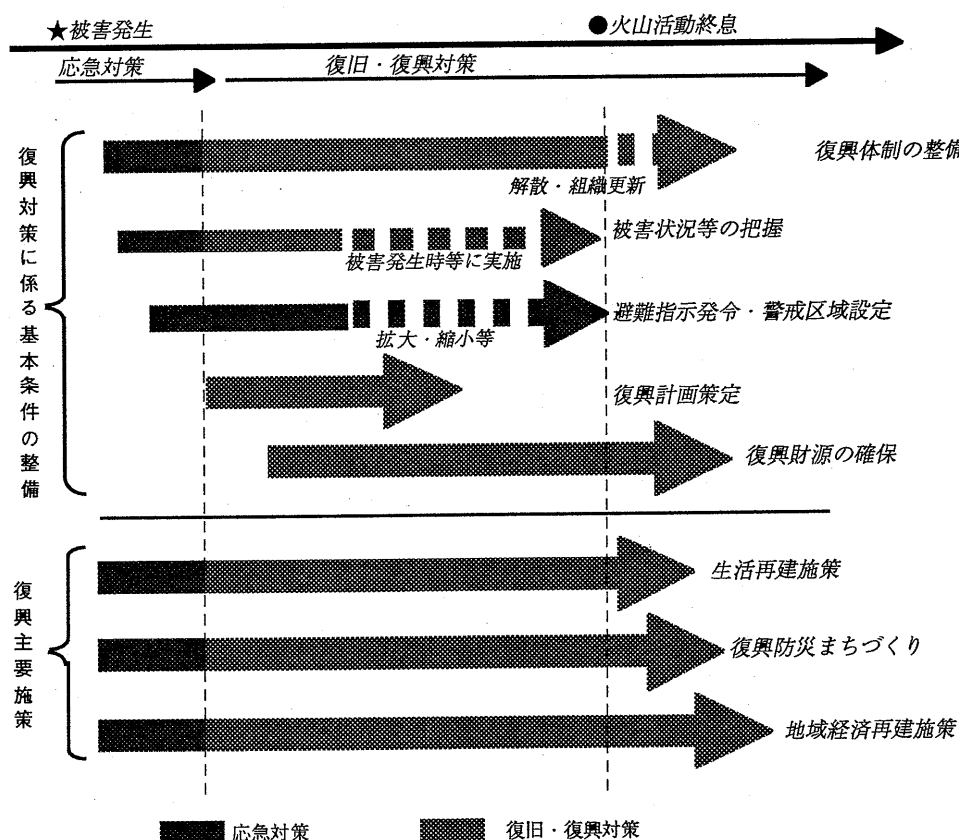 ★被害発生
●火山活動終息
応急対策
復旧・復興対策
復興対策に係る基本条件の整備
復興体制の整備
解散・組織更新
被害状況等の把握
被害発生時等に実施
避難指示発令・警戒区域設定
拡大・縮小等
復興計画策定
復興財源の確保
復興主要施策
生活再建施策
復興防災まちづくり
地域経済再建施策
応急対策
復旧・復興対策